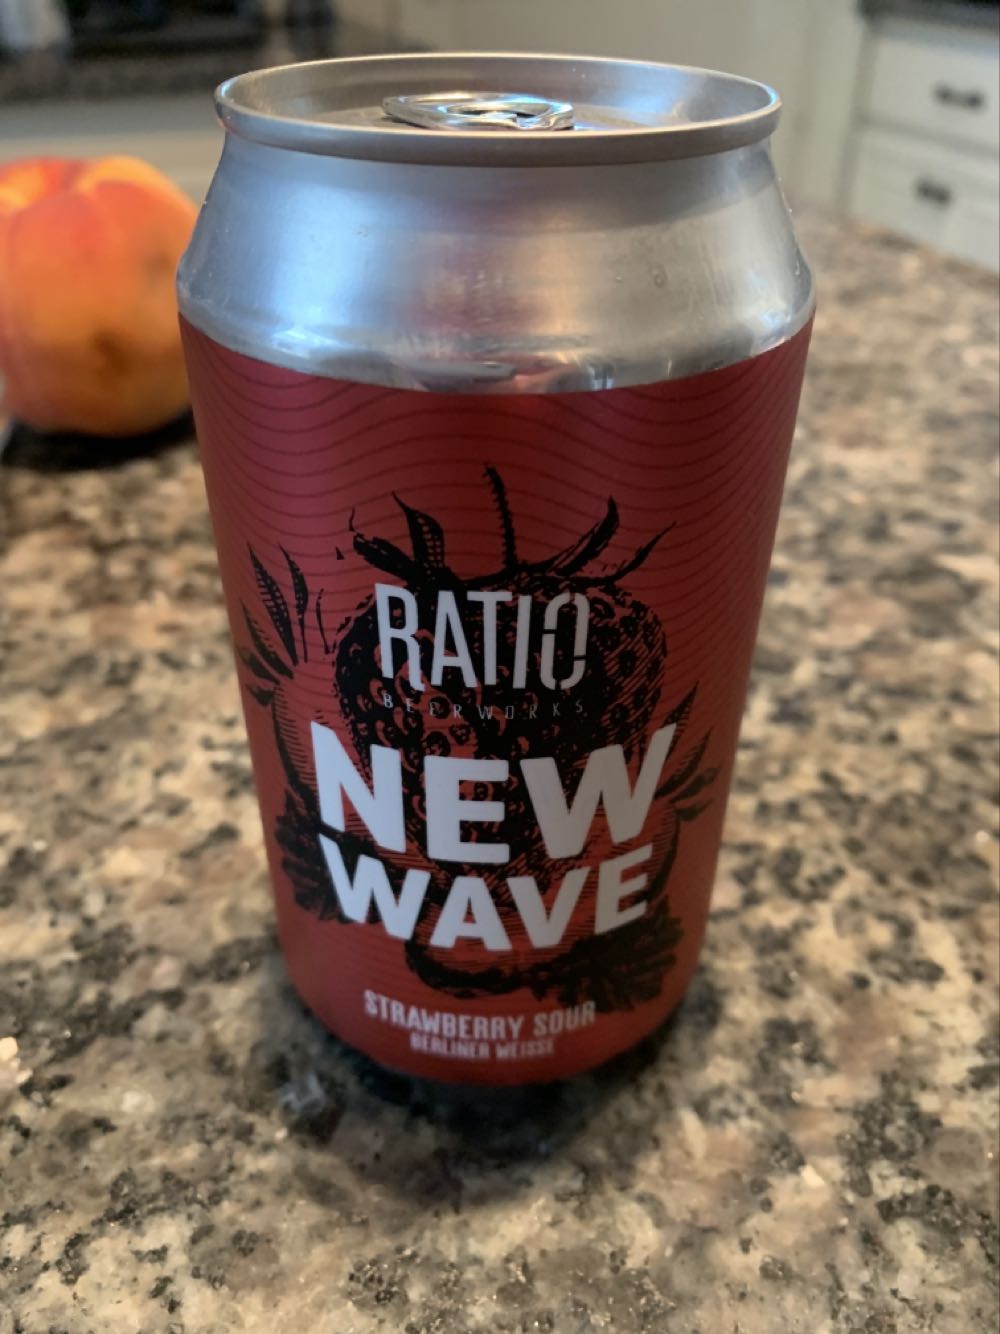 RATIO
BEERWORKS
NEW
WAVE
STRAWBERRY SOUR
BERLINER WEISSE